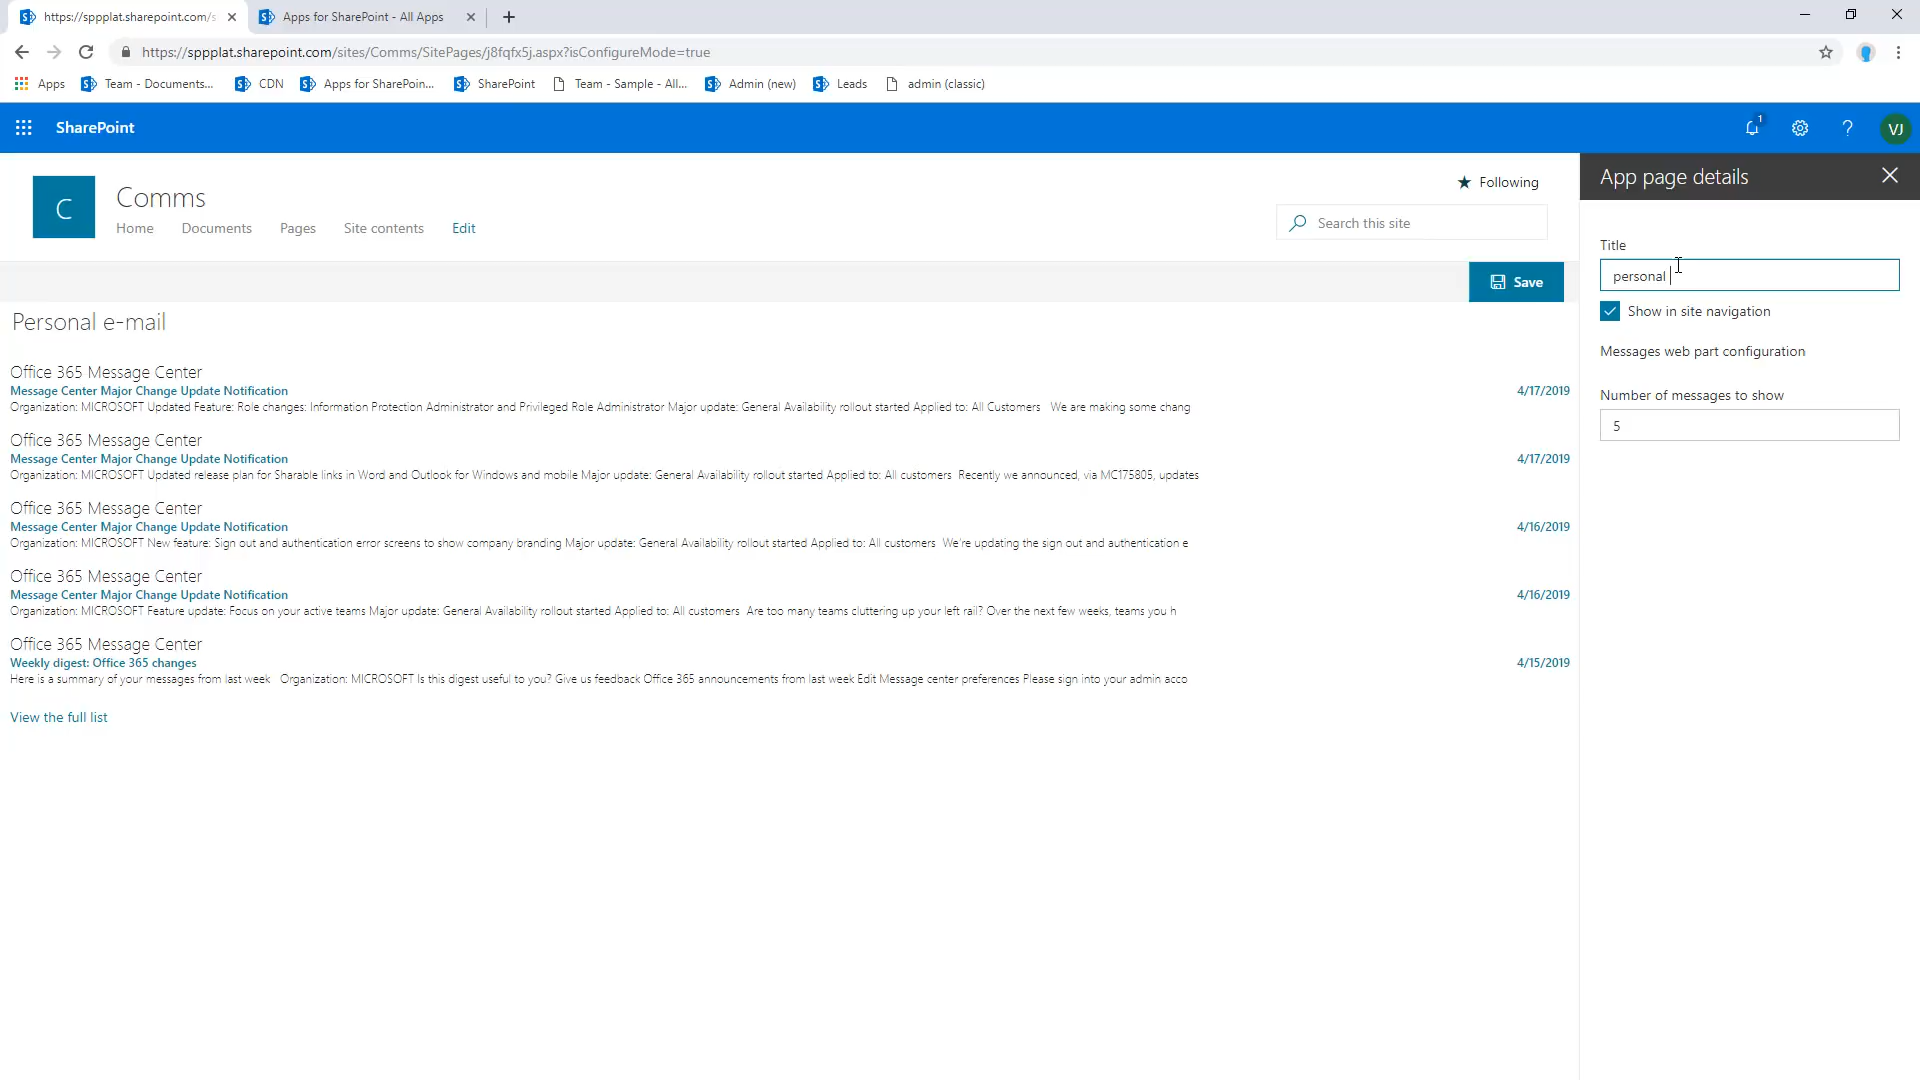 https://sppplat.sharepoint.com/s
Apps for SharePoint - All Apps
https://sppplat.sharepoint.com/sites/Comms/SitePages/j8fqfx5j.aspx?isConfigureMode=true
Apps
Team - Documents...
CDN
Apps for SharePoin...
SharePoint
Team - Sample - All...
Admin (new)
Leads
admin (classic)
SharePoint
1
VJ
C
Comms
Home
Documents
Pages
Site contents
Edit
Following
Search this site
Save
Personal e-mail
Office 365 Message Center
Message Center Major Change Update Notification
4/17/2019
Organization: MICROSOFT Updated Feature: Role changes: Information Protection Administrator and Privileged Role Administrator Major update: General Availability rollout started Applied to: All Customers   We are making some chang
Office 365 Message Center
Message Center Major Change Update Notification
4/17/2019
Organization: MICROSOFT Updated release plan for Sharable links in Word and Outlook for Windows and mobile Major update: General Availability rollout started Applied to: All customers  Recently we announced, via MC175805, updates
Office 365 Message Center
Message Center Major Change Update Notification
4/16/2019
Organization: MICROSOFT New feature: Sign out and authentication error screens to show company branding Major update: General Availability rollout started Applied to: All customers  We're updating the sign out and authentication e
Office 365 Message Center
Message Center Major Change Update Notification
4/16/2019
Organization: MICROSOFT Feature update: Focus on your active teams Major update: General Availability rollout started Applied to: All customers  Are too many teams cluttering up your left rail? Over the next few weeks, teams you h
Office 365 Message Center
Weekly digest: Office 365 changes
4/15/2019
Here is a summary of your messages from last week   Organization: MICROSOFT Is this digest useful to you? Give us feedback Office 365 announcements from last week Edit Message center preferences Please sign into your admin acco
View the full list
App page details
Title
personal
Show in site navigation
Messages web part configuration
Number of messages to show
5